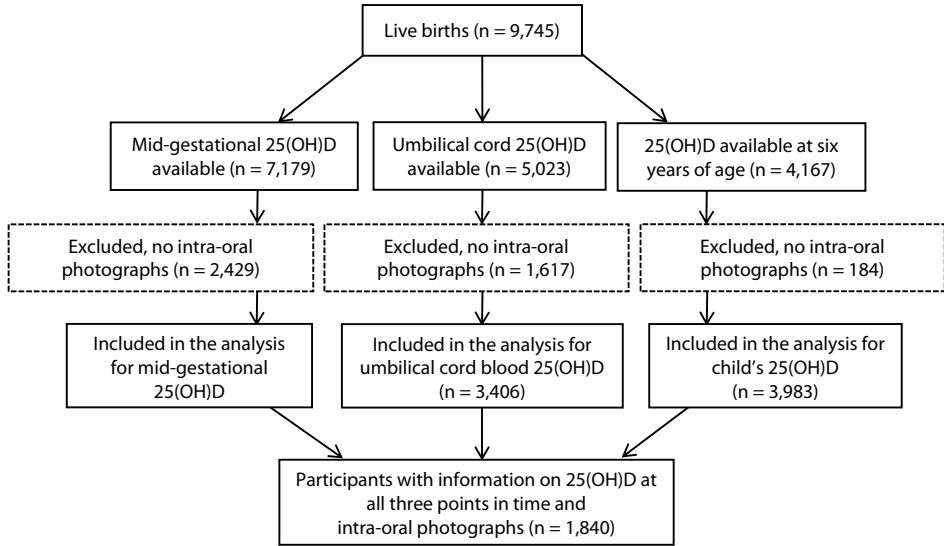 Live births (n = 9,745)
Mid-gestational 25(OH)D
available (n = 7,179)
Umbilical cord 25(OH)D
available (n = 5,023)
25(OH)D available at six
years of age (n = 4,167)
Excluded, no intra-oral
photographs (n = 2,429)
Excluded, no intra-oral
photographs (n = 1,617)
Excluded, no intra-oral
photographs (n = 184)
Included in the analysis
for mid-gestational
25(OH)D
Included in the analysis for
umbilical cord blood 25(OH)D
(n = 3,406)
Included in the analysis for
child's 25(OH)D
(n = 3,983)
Participants with information on 25(OH)D at
all three points in time and
intra-oral photographs (n = 1,840)